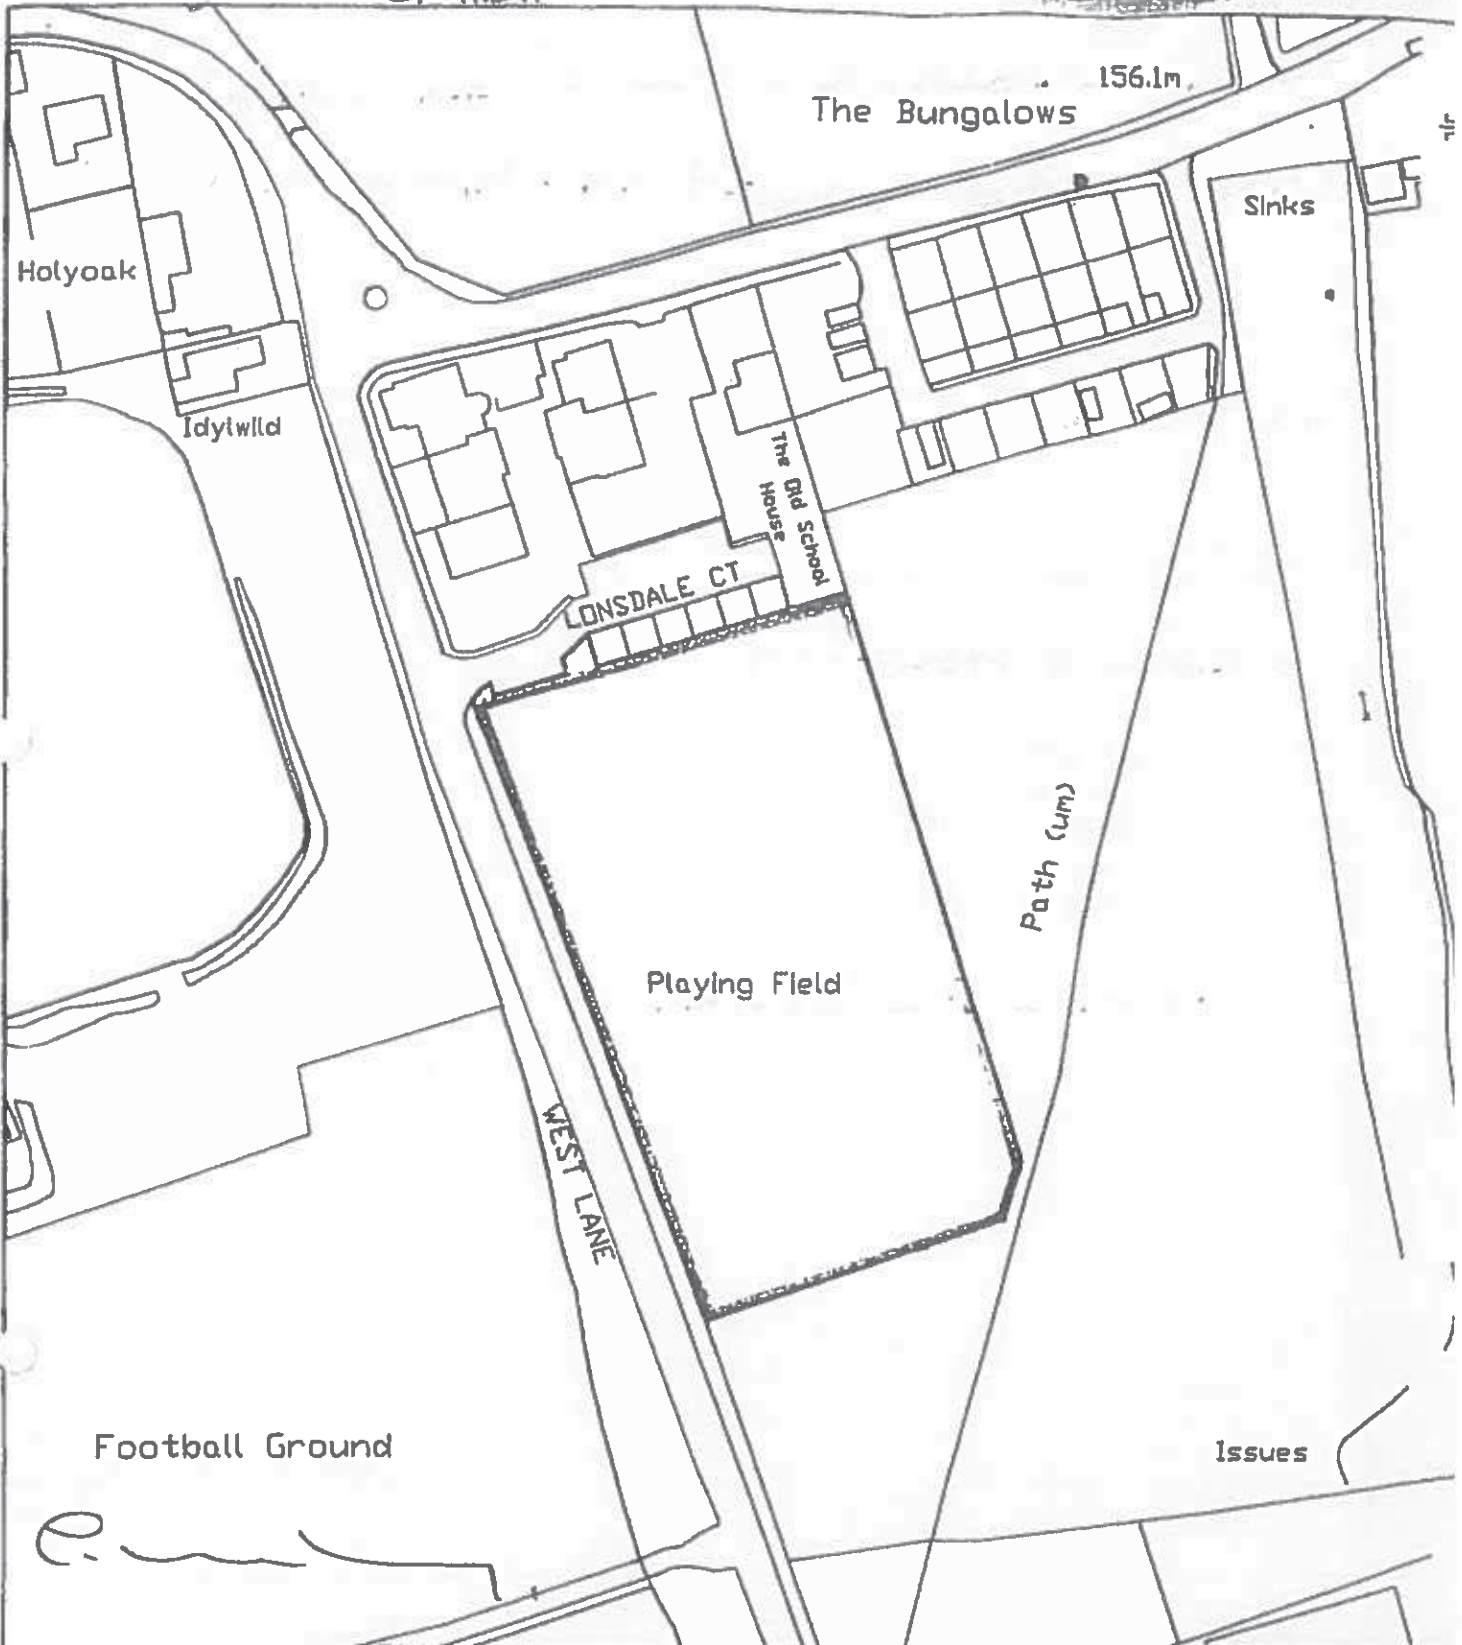 156.1m
The Bungalows
Sinks
Holyoak
Idylwild
The Old School
House
LONSDALE CT
Path (um)
Playing Field
WEST LANE
Football Ground
Issues